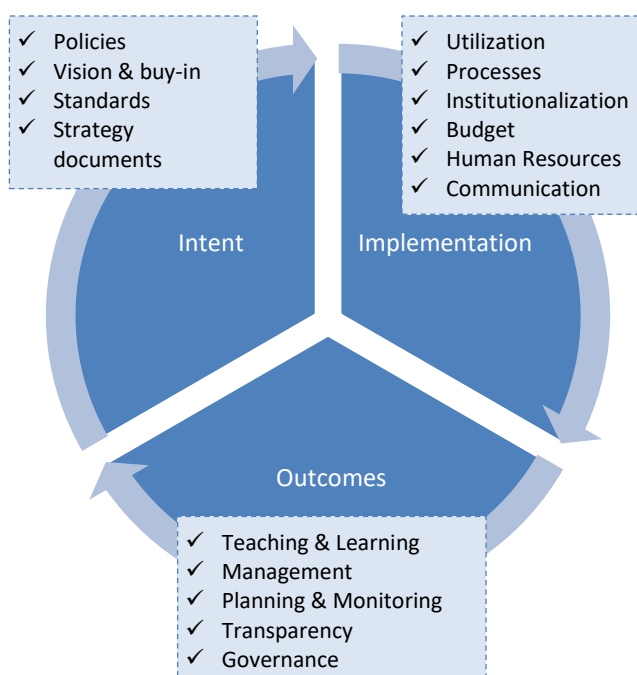 ✓ Policies
✓ Vision & buy-in
✓ Standards
✓ Strategy
documents
✓ Utilization
✓ Processes
✓ Institutionalization
✓ Budget
✓ Human Resources
✓ Communication
Intent
Implementation
Outcomes
✓ Teaching & Learning
✓ Management
✓ Planning & Monitoring
✓ Transparency
✓ Governance